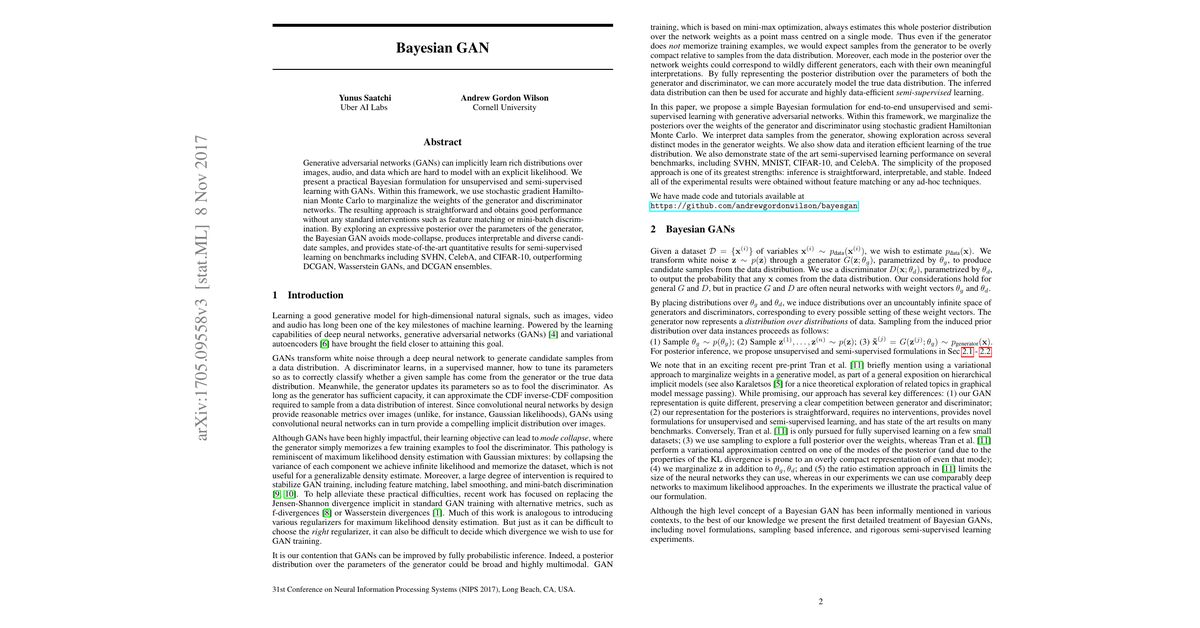 arXiv:1705.09558v3 [stat.ML] 8 Nov 2017
Bayesian GAN
Yunus Saatchi
Uber AI Labs
Andrew Gordon Wilson
Cornell University
Abstract
Generative adversarial networks (GANs) can implicitly learn rich distributions over
images, audio, and data which are hard to model with an explicit likelihood. We
present a practical Bayesian formulation for unsupervised and semi-supervised
learning with GANs. Within this framework, we use stochastic gradient Hamilto-
nian Monte Carlo to marginalize the weights of the generator and discriminator
networks. The resulting approach is straightforward and obtains good performance
without any standard interventions such as feature matching or mini-batch discrim-
ination. By exploring an expressive posterior over the parameters of the generator,
the Bayesian GAN avoids mode-collapse, produces interpretable and diverse candi-
date samples, and provides state-of-the-art quantitative results for semi-supervised
learning on benchmarks including SVHN, CelebA, and CIFAR-10, outperforming
DCGAN, Wasserstein GANs, and DCGAN ensembles.
1 Introduction
Learning a good generative model for high-dimensional natural signals, such as images, video
and audio has long been one of the key milestones of machine learning. Powered by the learning
capabilities of deep neural networks, generative adversarial networks (GANs) [4] and variational
autoencoders [6] have brought the field closer to attaining this goal.
GANs transform white noise through a deep neural network to generate candidate samples from
a data distribution. A discriminator learns, in a supervised manner, how to tune its parameters
so as to correctly classify whether a given sample has come from the generator or the true data
distribution. Meanwhile, the generator updates its parameters so as to fool the discriminator. As
long as the generator has sufficient capacity, it can approximate the CDF inverse-CDF composition
required to sample from a data distribution of interest. Since convolutional neural networks by design
provide reasonable metrics over images (unlike, for instance, Gaussian likelihoods), GANs using
convolutional neural networks can in turn provide a compelling implicit distribution over images.
Although GANs have been highly impactful, their learning objective can lead to mode collapse, where
the generator simply memorizes a few training examples to fool the discriminator. This pathology is
reminiscent of maximum likelihood density estimation with Gaussian mixtures: by collapsing the
variance of each component we achieve infinite likelihood and memorize the dataset, which is not
useful for a generalizable density estimate. Moreover, a large degree of intervention is required to
stabilize GAN training, including feature matching, label smoothing, and mini-batch discrimination
[9, 10]. To help alleviate these practical difficulties, recent work has focused on replacing the
Jensen-Shannon divergence implicit in standard GAN training with alternative metrics, such as
f-divergences [8] or Wasserstein divergences [1]. Much of this work is analogous to introducing
various regularizers for maximum likelihood density estimation. But just as it can be difficult to
choose the right regularizer, it can also be difficult to decide which divergence we wish to use for
GAN training.
It is our contention that GANs can be improved by fully probabilistic inference. Indeed, a posterior
distribution over the parameters of the generator could be broad and highly multimodal. GAN
31st Conference on Neural Information Processing Systems (NIPS 2017), Long Beach, CA, USA.
training, which is based on mini-max optimization, always estimates this whole posterior distribution
over the network weights as a point mass centred on a single mode. Thus even if the generator
does not memorize training examples, we would expect samples from the generator to be overly
compact relative to samples from the data distribution. Moreover, each mode in the posterior over the
network weights could correspond to wildly different generators, each with their own meaningful
interpretations. By fully representing the posterior distribution over the parameters of both the
generator and discriminator, we can more accurately model the true data distribution. The inferred
data distribution can then be used for accurate and highly data-efficient semi-supervised learning.
In this paper, we propose a simple Bayesian formulation for end-to-end unsupervised and semi-
supervised learning with generative adversarial networks. Within this framework, we marginalize the
posteriors over the weights of the generator and discriminator using stochastic gradient Hamiltonian
Monte Carlo. We interpret data samples from the generator, showing exploration across several
distinct modes in the generator weights. We also show data and iteration efficient learning of the true
distribution. We also demonstrate state of the art semi-supervised learning performance on several
benchmarks, including SVHN, MNIST, CIFAR-10, and CelebA. The simplicity of the proposed
approach is one of its greatest strengths: inference is straightforward, interpretable, and stable. Indeed
all of the experimental results were obtained without feature matching or any ad-hoc techniques.
We have made code and tutorials available at
https://github.com/andrewgordonwilson/bayesgan
2 Bayesian GANs
Given a dataset D = {x^(i)} of variables x^(i) ∼ p_data(x^(i)), we wish to estimate p_data(x). We
transform white noise z ∼ p(z) through a generator G(z; θ_g), parametrized by θ_g, to produce
candidate samples from the data distribution. We use a discriminator D(x; θ_d), parametrized by θ_d,
to output the probability that any x comes from the data distribution. Our considerations hold for
general G and D, but in practice G and D are often neural networks with weight vectors θ_g and θ_d.
By placing distributions over θ_g and θ_d, we induce distributions over an uncountably infinite space of
generators and discriminators, corresponding to every possible setting of these weight vectors. The
generator now represents a distribution over distributions of data. Sampling from the induced prior
distribution over data instances proceeds as follows:
(1) Sample θ_g ∼ p(θ_g); (2) Sample z^(1), . . . , z^(n) ∼ p(z); (3) x̃^(j) = G(z^(j); θ_g) ∼ p_generator(x).
For posterior inference, we propose unsupervised and semi-supervised formulations in Sec 2.1 - 2.2.
We note that in an exciting recent pre-print Tran et al. [11] briefly mention using a variational
approach to marginalize weights in a generative model, as part of a general exposition on hierarchical
implicit models (see also Karaletsos [5] for a nice theoretical exploration of related topics in graphical
model message passing). While promising, our approach has several key differences: (1) our GAN
representation is quite different, preserving a clear competition between generator and discriminator;
(2) our representation for the posteriors is straightforward, requires no interventions, provides novel
formulations for unsupervised and semi-supervised learning, and has state of the art results on many
benchmarks. Conversely, Tran et al. [11] is only pursued for fully supervised learning on a few small
datasets; (3) we use sampling to explore a full posterior over the weights, whereas Tran et al. [11]
perform a variational approximation centred on one of the modes of the posterior (and due to the
properties of the KL divergence is prone to an overly compact representation of even that mode);
(4) we marginalize z in addition to θ_g, θ_d; and (5) the ratio estimation approach in [11] limits the
size of the neural networks they can use, whereas in our experiments we can use comparably deep
networks to maximum likelihood approaches. In the experiments we illustrate the practical value of
our formulation.
Although the high level concept of a Bayesian GAN has been informally mentioned in various
contexts, to the best of our knowledge we present the first detailed treatment of Bayesian GANs,
including novel formulations, sampling based inference, and rigorous semi-supervised learning
experiments.
2